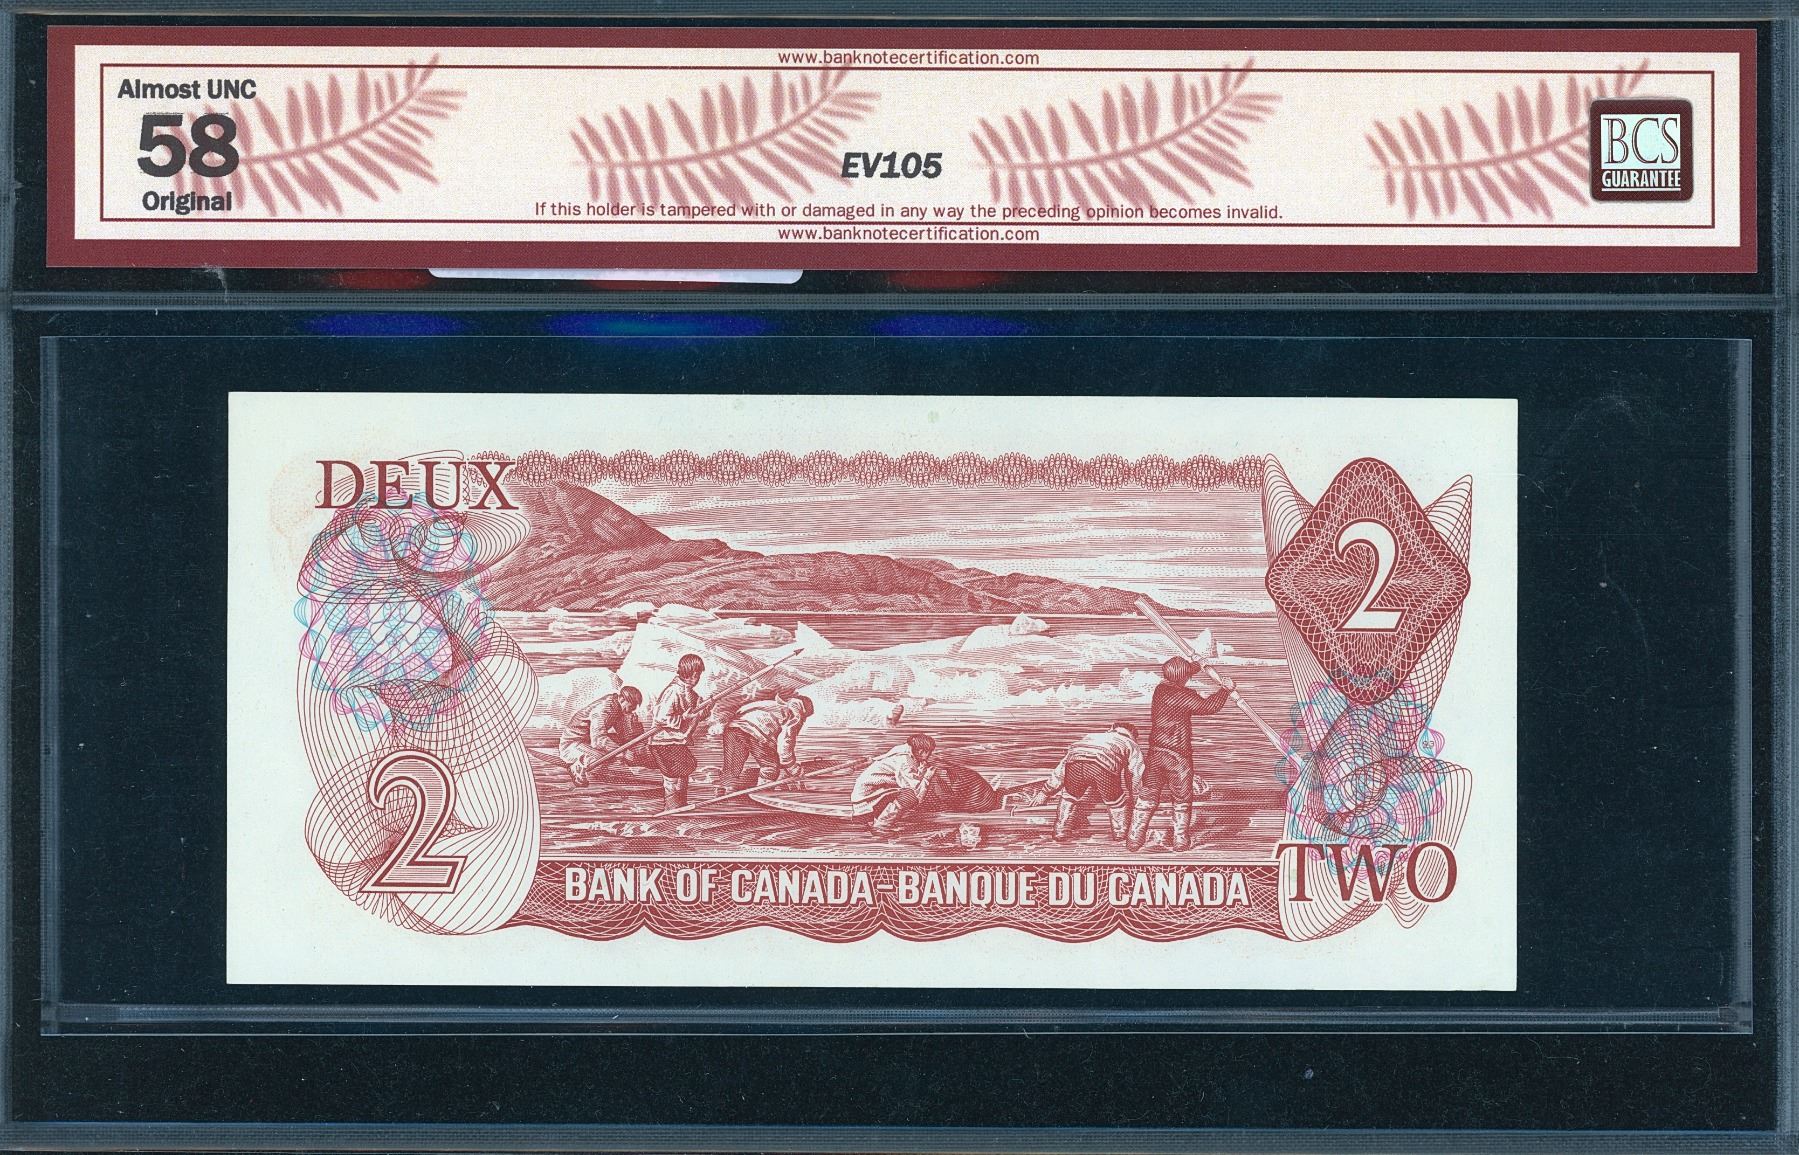 www.banknotecertification.com
Almost UNC
58
Original
EV105
BCS
GUARANTEE
If this holder is tampered with or damaged in any way the preceding opinion becomes invalid.
www.banknotecertification.com
DEUX
2
2
BANK OF CANADA-BANQUE DU CANADA
TWO